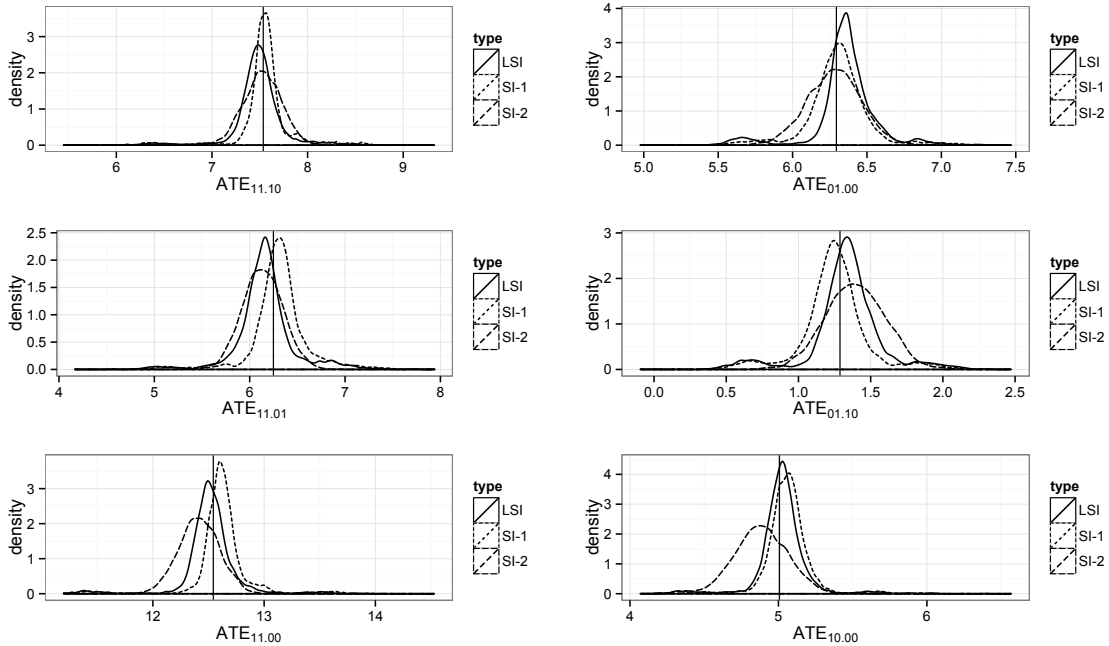 density
3
2
1
0
6
7
8
9
ATE11.10
type
LSI
SI-1
SI-2
density
4
3
2
1
0
5.0
5.5
6.0
6.5
7.0
7.5
ATE01.00
type
LSI
SI-1
SI-2
density
2.5
2.0
1.5
1.0
0.5
0.0
4
5
6
7
8
ATE11.01
type
LSI
SI-1
SI-2
density
3
2
1
0
0.0
0.5
1.0
1.5
2.0
2.5
ATE01.10
type
LSI
SI-1
SI-2
density
3
2
1
0
12
13
14
ATE11.00
type
LSI
SI-1
SI-2
density
4
3
2
1
0
4
5
6
ATE10.00
type
LSI
SI-1
SI-2